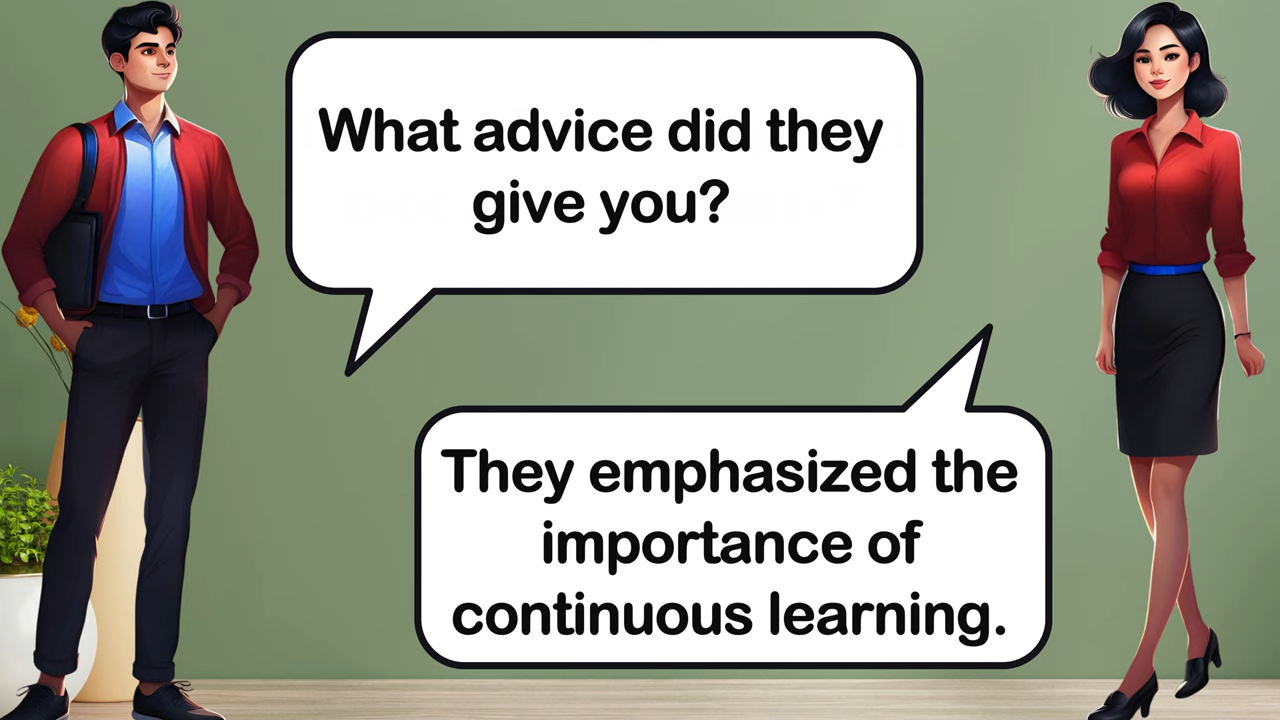 What advice did they
give you?
They emphasized the
importance of
continuous learning.